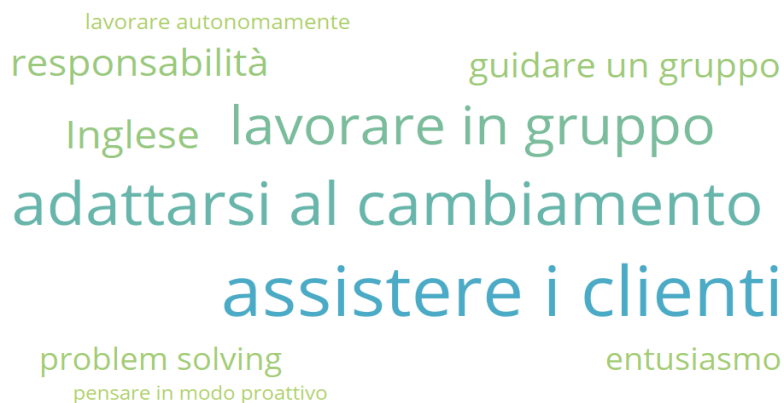 lavorare autonomamente
responsabilità
guidare un gruppo
Inglese
lavorare in gruppo
adattarsi al cambiamento
assistere i clienti
problem solving
entusiasmo
pensare in modo proattivo